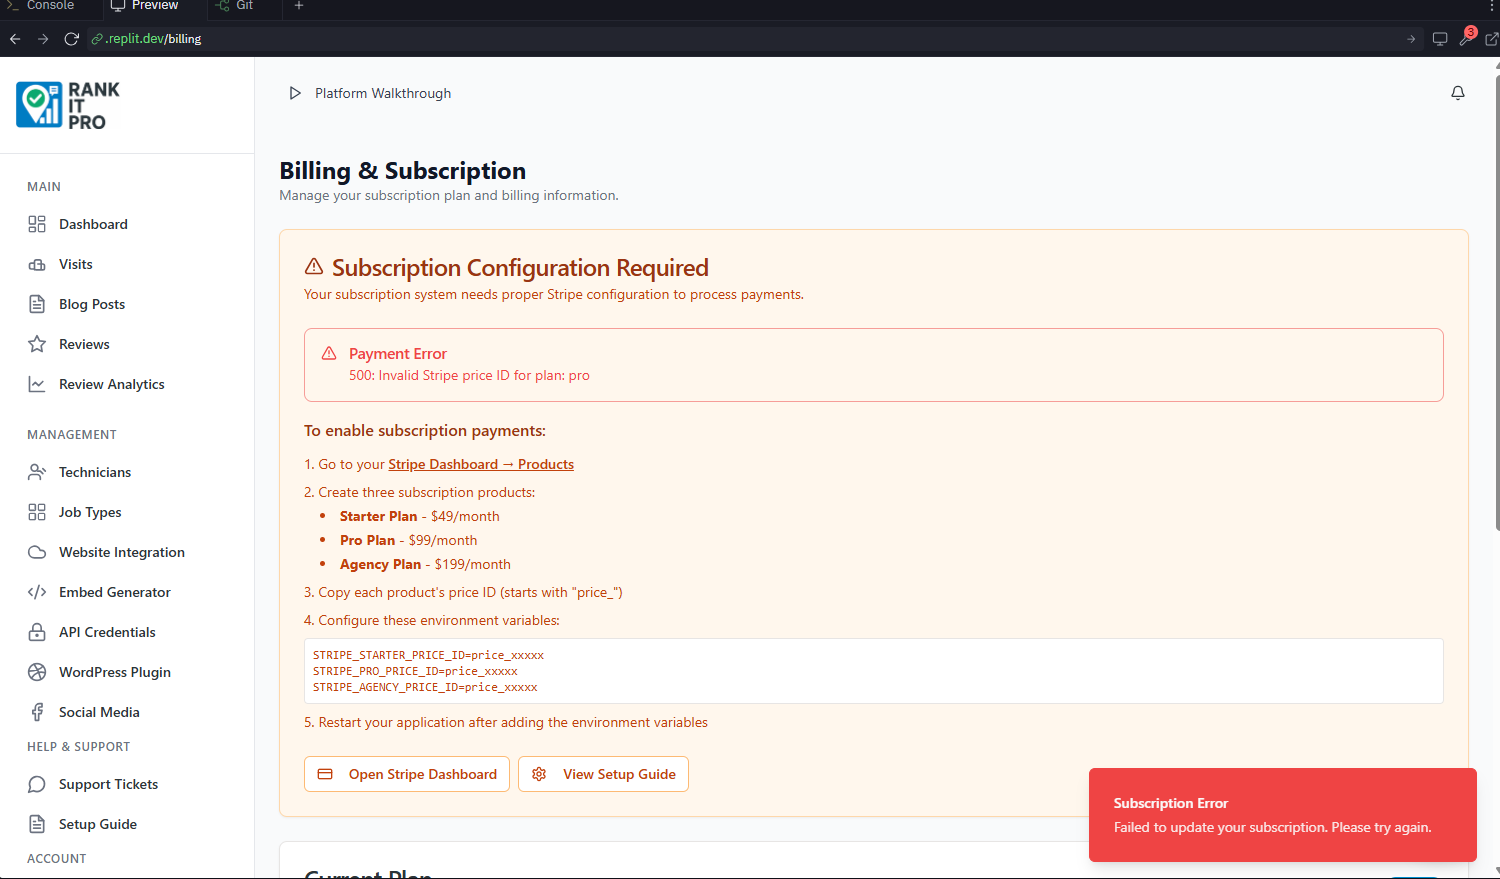 Console
Preview
Git
.replit.dev/billing
3
RANK
IT
PRO
Platform Walkthrough
MAIN
Dashboard
Visits
Blog Posts
Reviews
Review Analytics
MANAGEMENT
Technicians
Job Types
Website Integration
Embed Generator
API Credentials
WordPress Plugin
Social Media
HELP & SUPPORT
Support Tickets
Setup Guide
ACCOUNT
Billing & Subscription
Manage your subscription plan and billing information.
Subscription Configuration Required
Your subscription system needs proper Stripe configuration to process payments.
Payment Error
500: Invalid Stripe price ID for plan: pro
To enable subscription payments:
1. Go to your Stripe Dashboard → Products
2. Create three subscription products:
• Starter Plan - $49/month
• Pro Plan - $99/month
• Agency Plan - $199/month
3. Copy each product's price ID (starts with "price_")
4. Configure these environment variables:
STRIPE_STARTER_PRICE_ID=price_xxxxx
STRIPE_PRO_PRICE_ID=price_xxxxx
STRIPE_AGENCY_PRICE_ID=price_xxxxx
5. Restart your application after adding the environment variables
Open Stripe Dashboard
View Setup Guide
Subscription Error
Failed to update your subscription. Please try again.
Current Plan